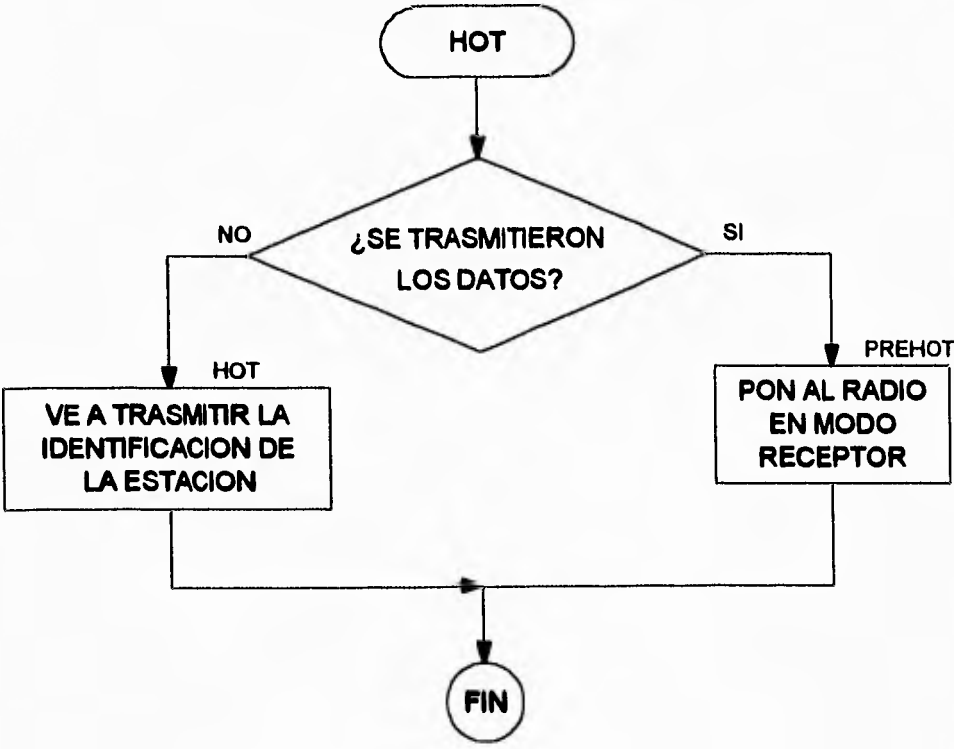 HOT
¿SE TRASMITIERON
LOS DATOS?
NO
SI
HOT
VE A TRASMITIR LA
IDENTIFICACION DE
LA ESTACION
PREHOT
PON AL RADIO
EN MODO
RECEPTOR
FIN